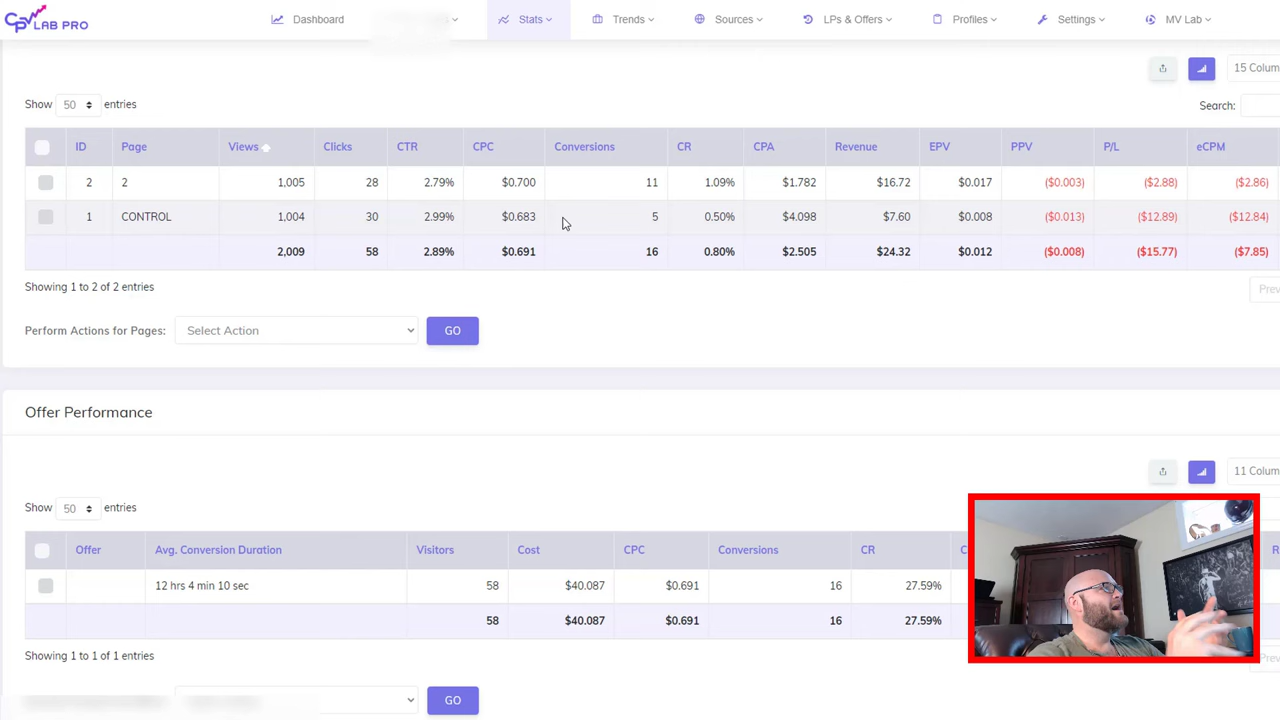 CPV LAB PRO
Dashboard Stats Trends Sources LPs & Offers Profiles Settings MV Lab
15 Colum
Show 50 entries
Search:
ID Page Views Clicks CTR CPC Conversions CR CPA Revenue EPV PPV P/L eCPM
2 2 1,005 28 2.79% $0.700 11 1.09% $1.782 $16.72 $0.017 ($0.003) ($2.88) ($2.86)
1 CONTROL 1,004 30 2.99% $0.683 5 0.50% $4.098 $7.60 $0.008 ($0.013) ($12.89) ($12.84)
2,009 58 2.89% $0.691 16 0.80% $2.505 $24.32 $0.012 ($0.008) ($15.77) ($7.85)
Showing 1 to 2 of 2 entries
Prev
Perform Actions for Pages: Select Action GO
Offer Performance
11 Colum
Show 50 entries
Offer Avg. Conversion Duration Visitors Cost CPC Conversions CR C R
12 hrs 4 min 10 sec 58 $40.087 $0.691 16 27.59%
58 $40.087 $0.691 16 27.59%
Showing 1 to 1 of 1 entries
Prev
GO